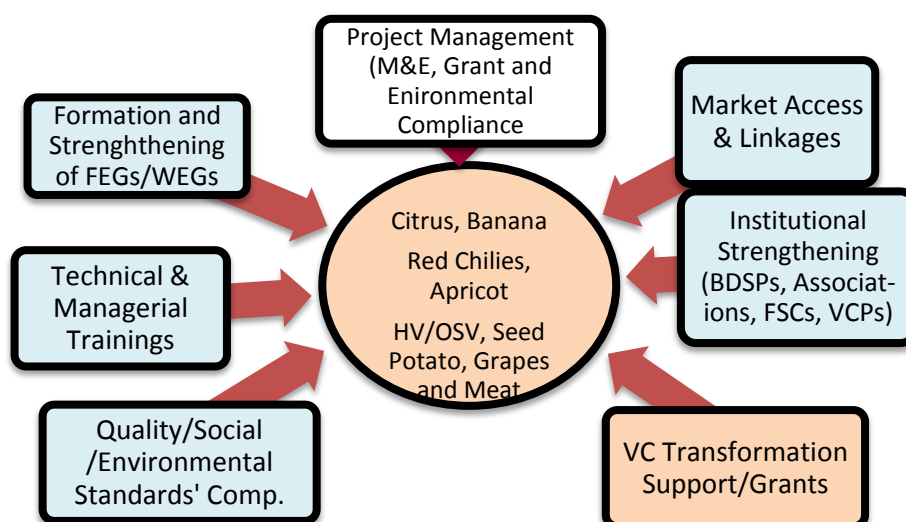 Project Management
(M&E, Grant and
Enironmental
Compliance
Formation and
Strenghthening
of FEGs/WEGs
Market Access
& Linkages
Technical &
Managerial
Trainings
Citrus, Banana
Red Chilies,
Apricot
HV/OSV, Seed
Potato, Grapes
and Meat
Institutional
Strengthening
(BDSPs, Associat-
ions, FSCs, VCPs)
Quality/Social
/Environmental
Standards' Comp.
VC Transformation
Support/Grants